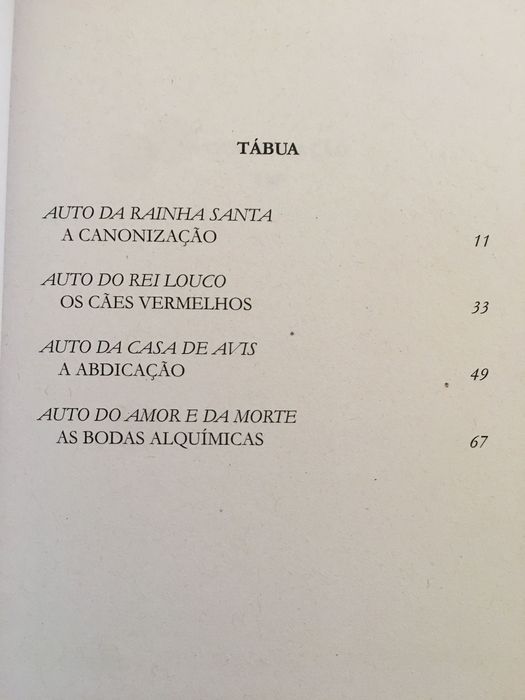 TÁBUA
AUTO DA RAINHA SANTA
A CANONIZAÇÃO 11
AUTO DO REI LOUCO
OS CÃES VERMELHOS 33
AUTO DA CASA DE AVIS
A ABDICAÇÃO 49
AUTO DO AMOR E DA MORTE
AS BODAS ALQUÍMICAS 67